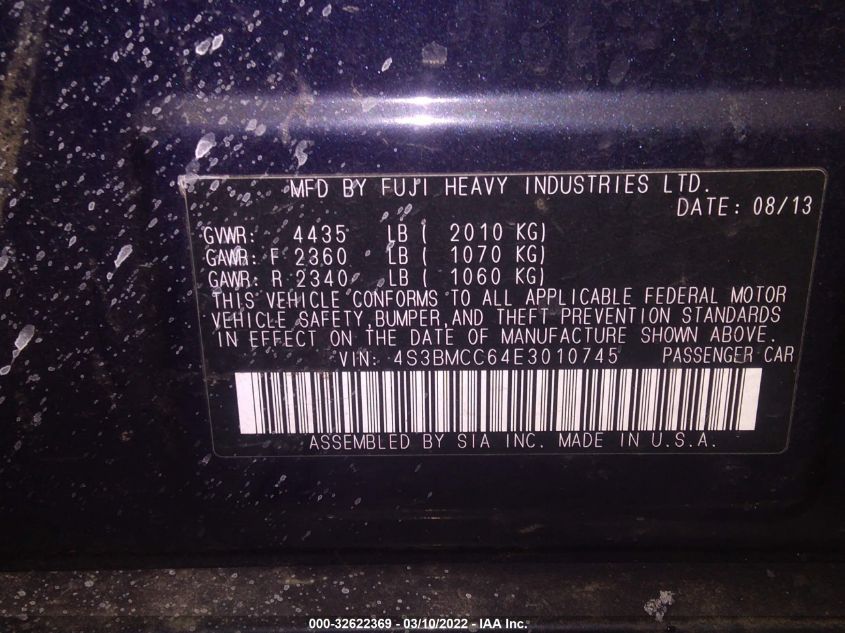 MFD BY FUJI HEAVY INDUSTRIES LTD.
DATE: 08/13
GVWR: 4435 LB ( 2010 KG)
GAWR: F 2360 LB ( 1070 KG)
GAWR: R 2340 LB ( 1060 KG)
THIS VEHICLE CONFORMS TO ALL APPLICABLE FEDERAL MOTOR
VEHICLE SAFETY,BUMPER,AND THEFT PREVENTION STANDARDS
IN EFFECT ON THE DATE OF MANUFACTURE SHOWN ABOVE.
VIN: 4S3BMCC64E3010745 PASSENGER CAR
ASSEMBLED BY SIA INC. MADE IN U.S.A.
000-32622369 - 03/10/2022 - IAA Inc.